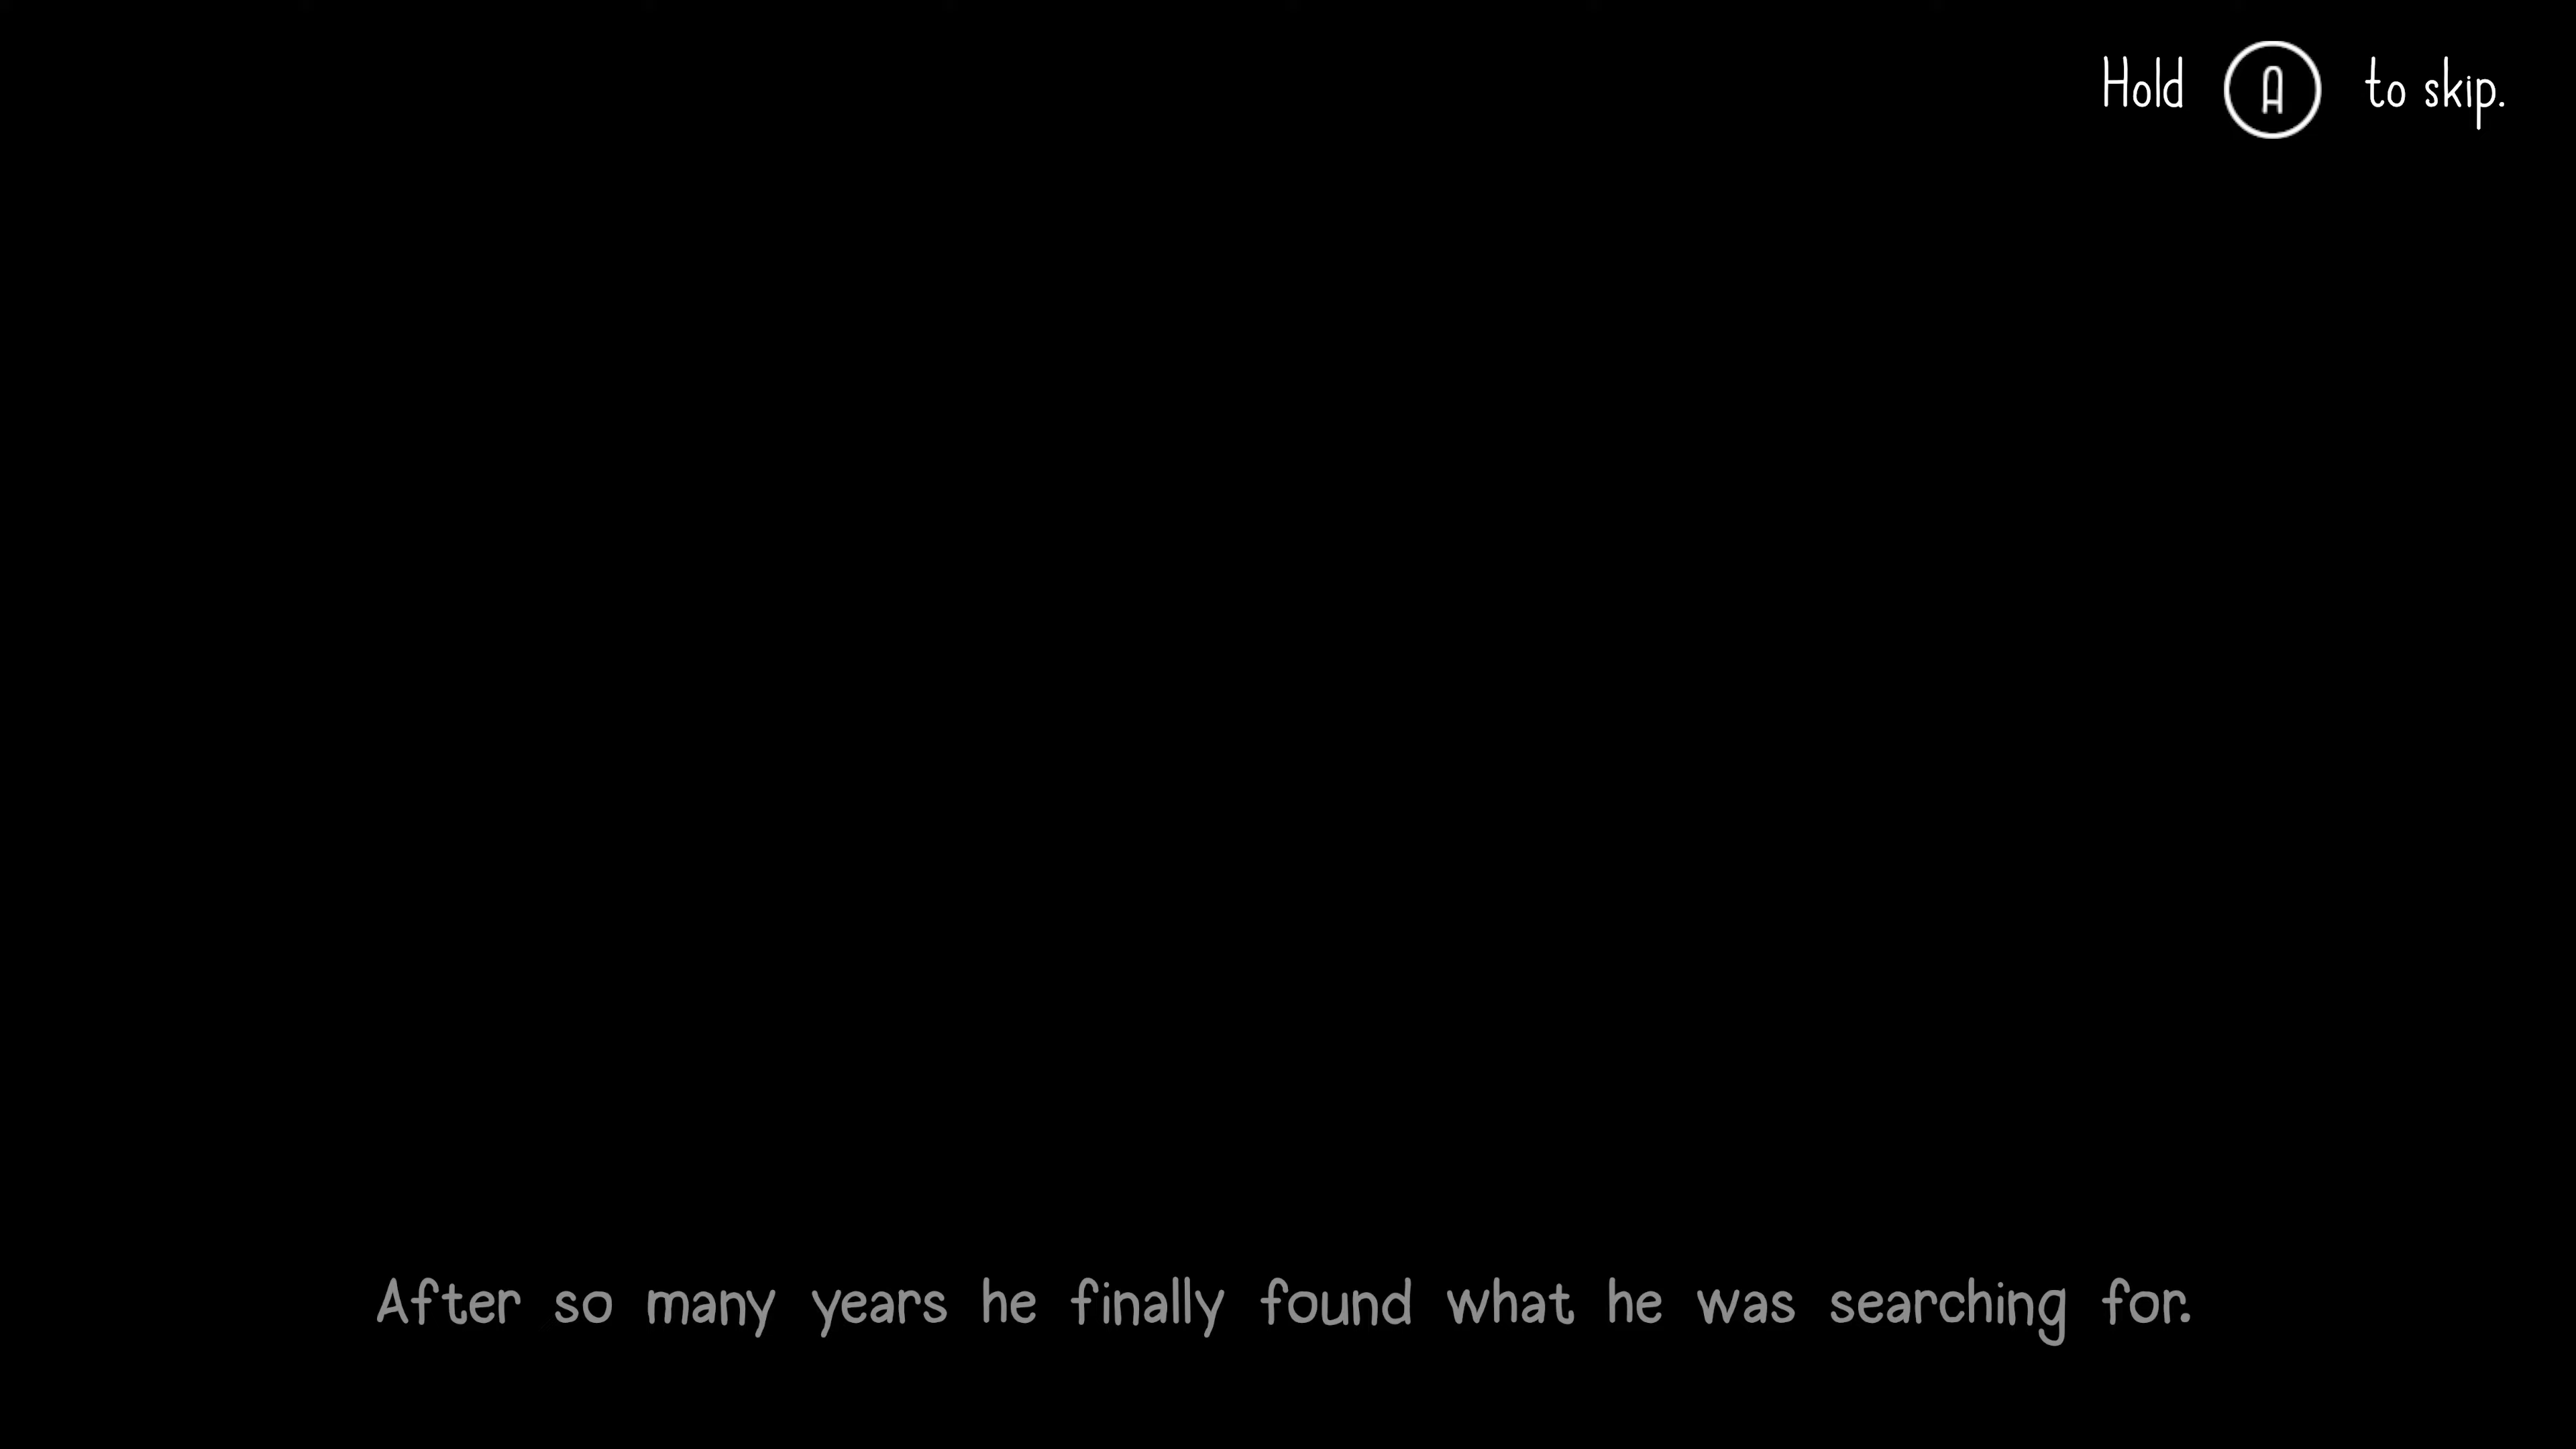 Hold A to skip.
After so many years he finally found what he was searching for.